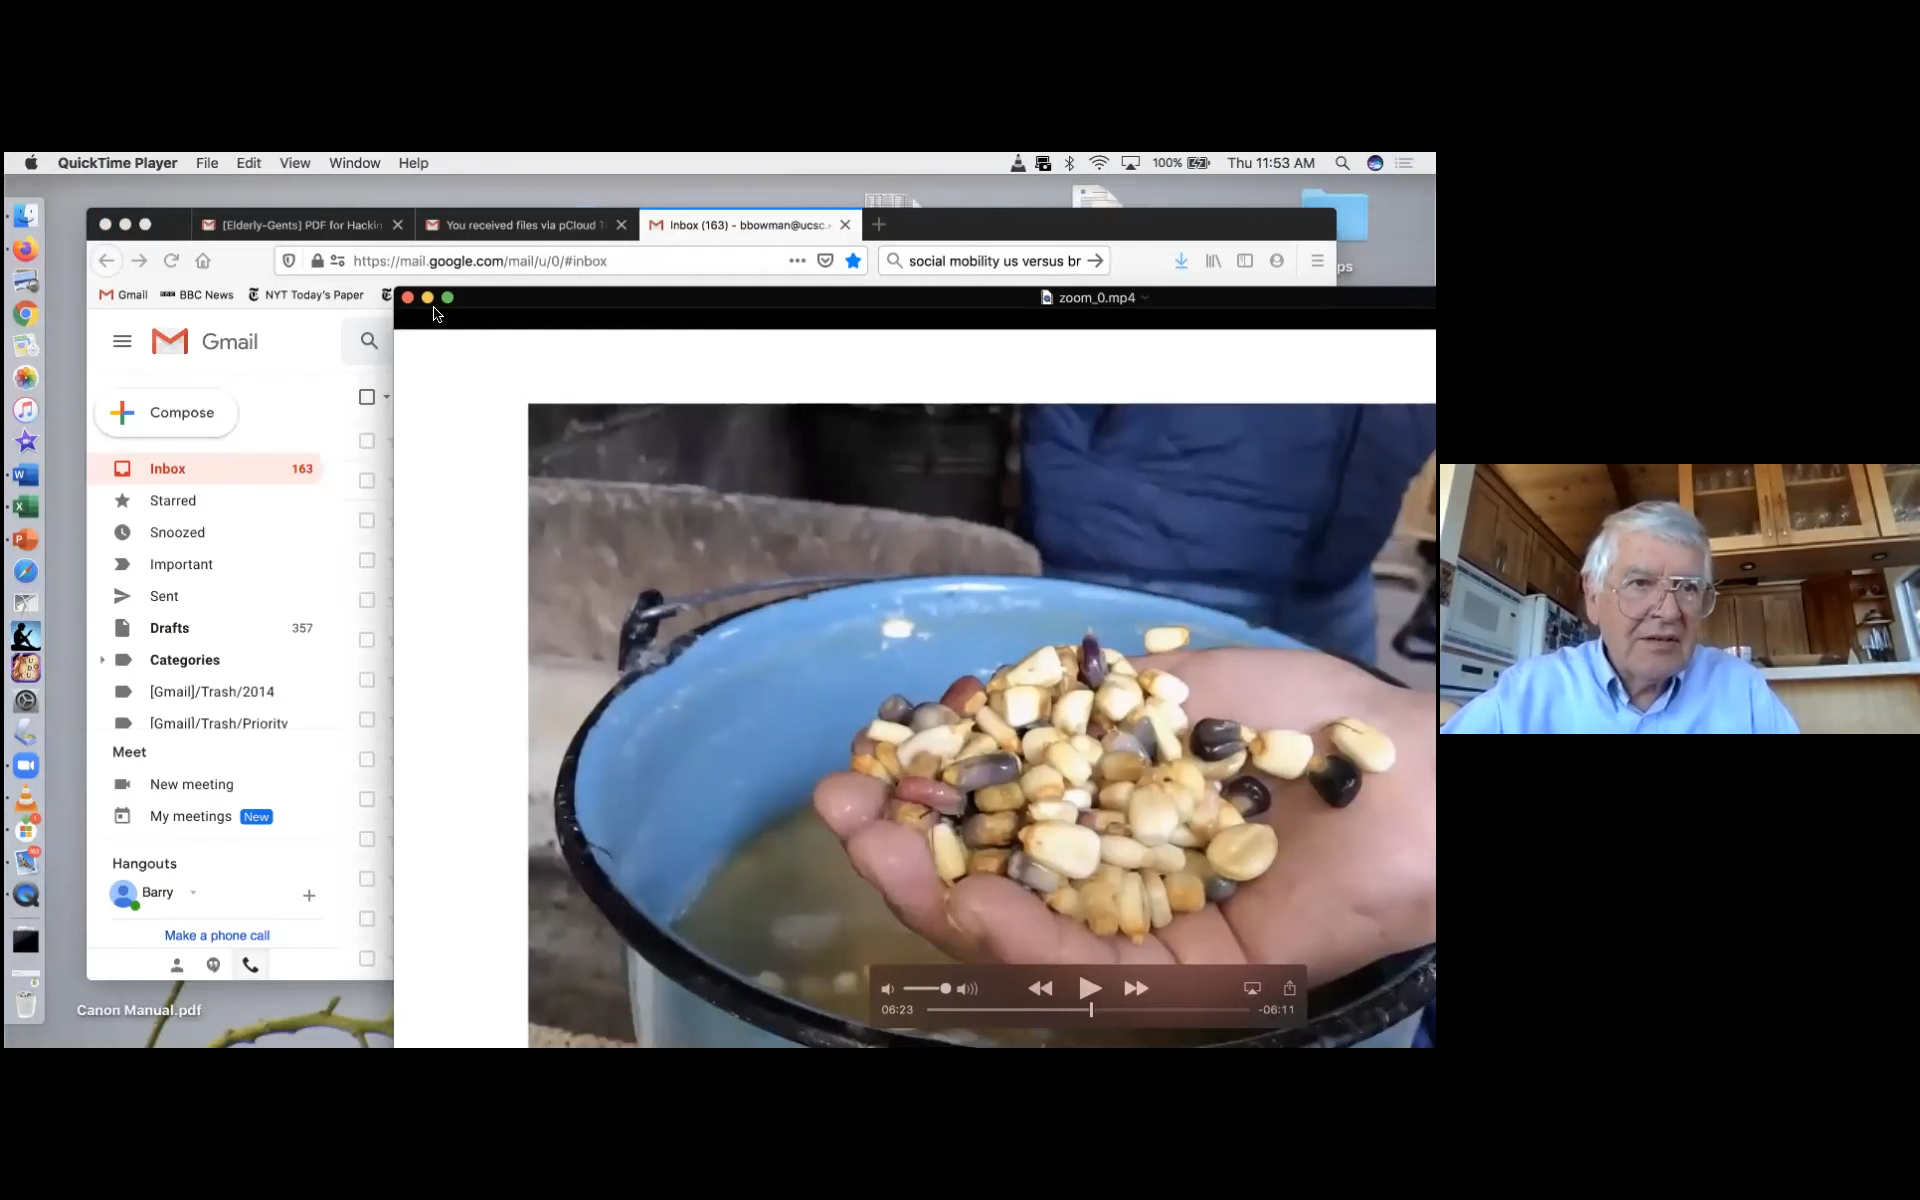 QuickTime Player File Edit View Window Help 100% Thu 11:53 AM
[Elderly-Gents] PDF for Hackin You received files via pCloud T Inbox (163) - bbowman@ucsc.
https://mail.google.com/mail/u/0/#inbox social mobility us versus br
ps
Gmail BBC News NYT Today's Paper
zoom_0.mp4
Gmail
Compose
Inbox 163
Starred
Snoozed
Important
Sent
Drafts 357
Categories
[Gmail]/Trash/2014
[Gmail]/Trash/Priority
Meet
New meeting
My meetings New
Hangouts
Barry
Make a phone call
06:23 -06:11
Canon Manual.pdf